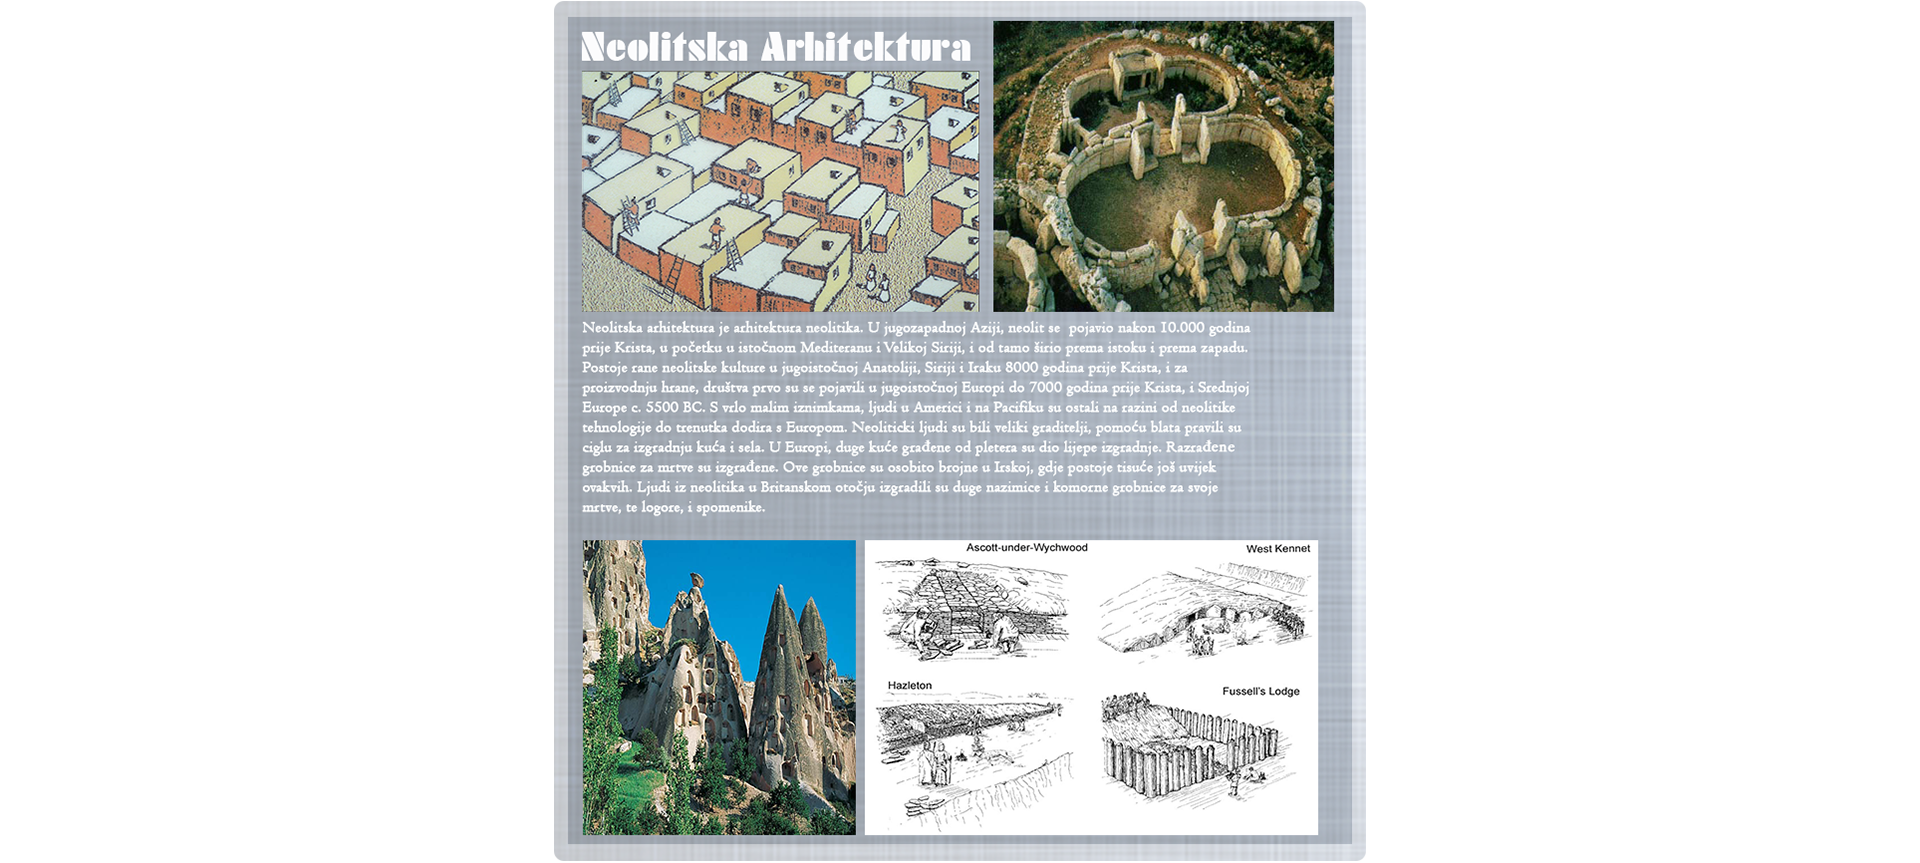 Neolitska Arhitektura
Neolitska arhitektura je arhitektura neolitika. U jugozapadnoj Aziji, neolit se  pojavio nakon 10.000 godina
prije Krista, u početku u istočnom Mediteranu i Velikoj Siriji, i od tamo širio prema istoku i prema zapadu.
Postoje rane neolitske kulture u jugoistočnoj Anatoliji, Siriji i Iraku 8000 godina prije Krista, i za
proizvodnju hrane, društva prvo su se pojavili u jugoistočnoj Europi do 7000 godina prije Krista, i Srednjoj
Europe c. 5500 BC. S vrlo malim iznimkama, ljudi u Americi i na Pacifiku su ostali na razini od neolitike
tehnologije do trenutka dodira s Europom. Neoliticki ljudi su bili veliki graditelji, pomoću blata pravili su
ciglu za izgradnju kuća i sela. U Europi, duge kuće građene od pletera su dio lijepe izgradnje. Razrađene
grobnice za mrtve su izgrađene. Ove grobnice su osobito brojne u Irskoj, gdje postoje tisuće još uvijek
ovakvih. Ljudi iz neolitika u Britanskom otočju izgradili su duge nazimice i komorne grobnice za svoje
mrtve, te logore, i spomenike.
Ascott-under-Wychwood
West Kennet
Hazleton
Fussell's Lodge